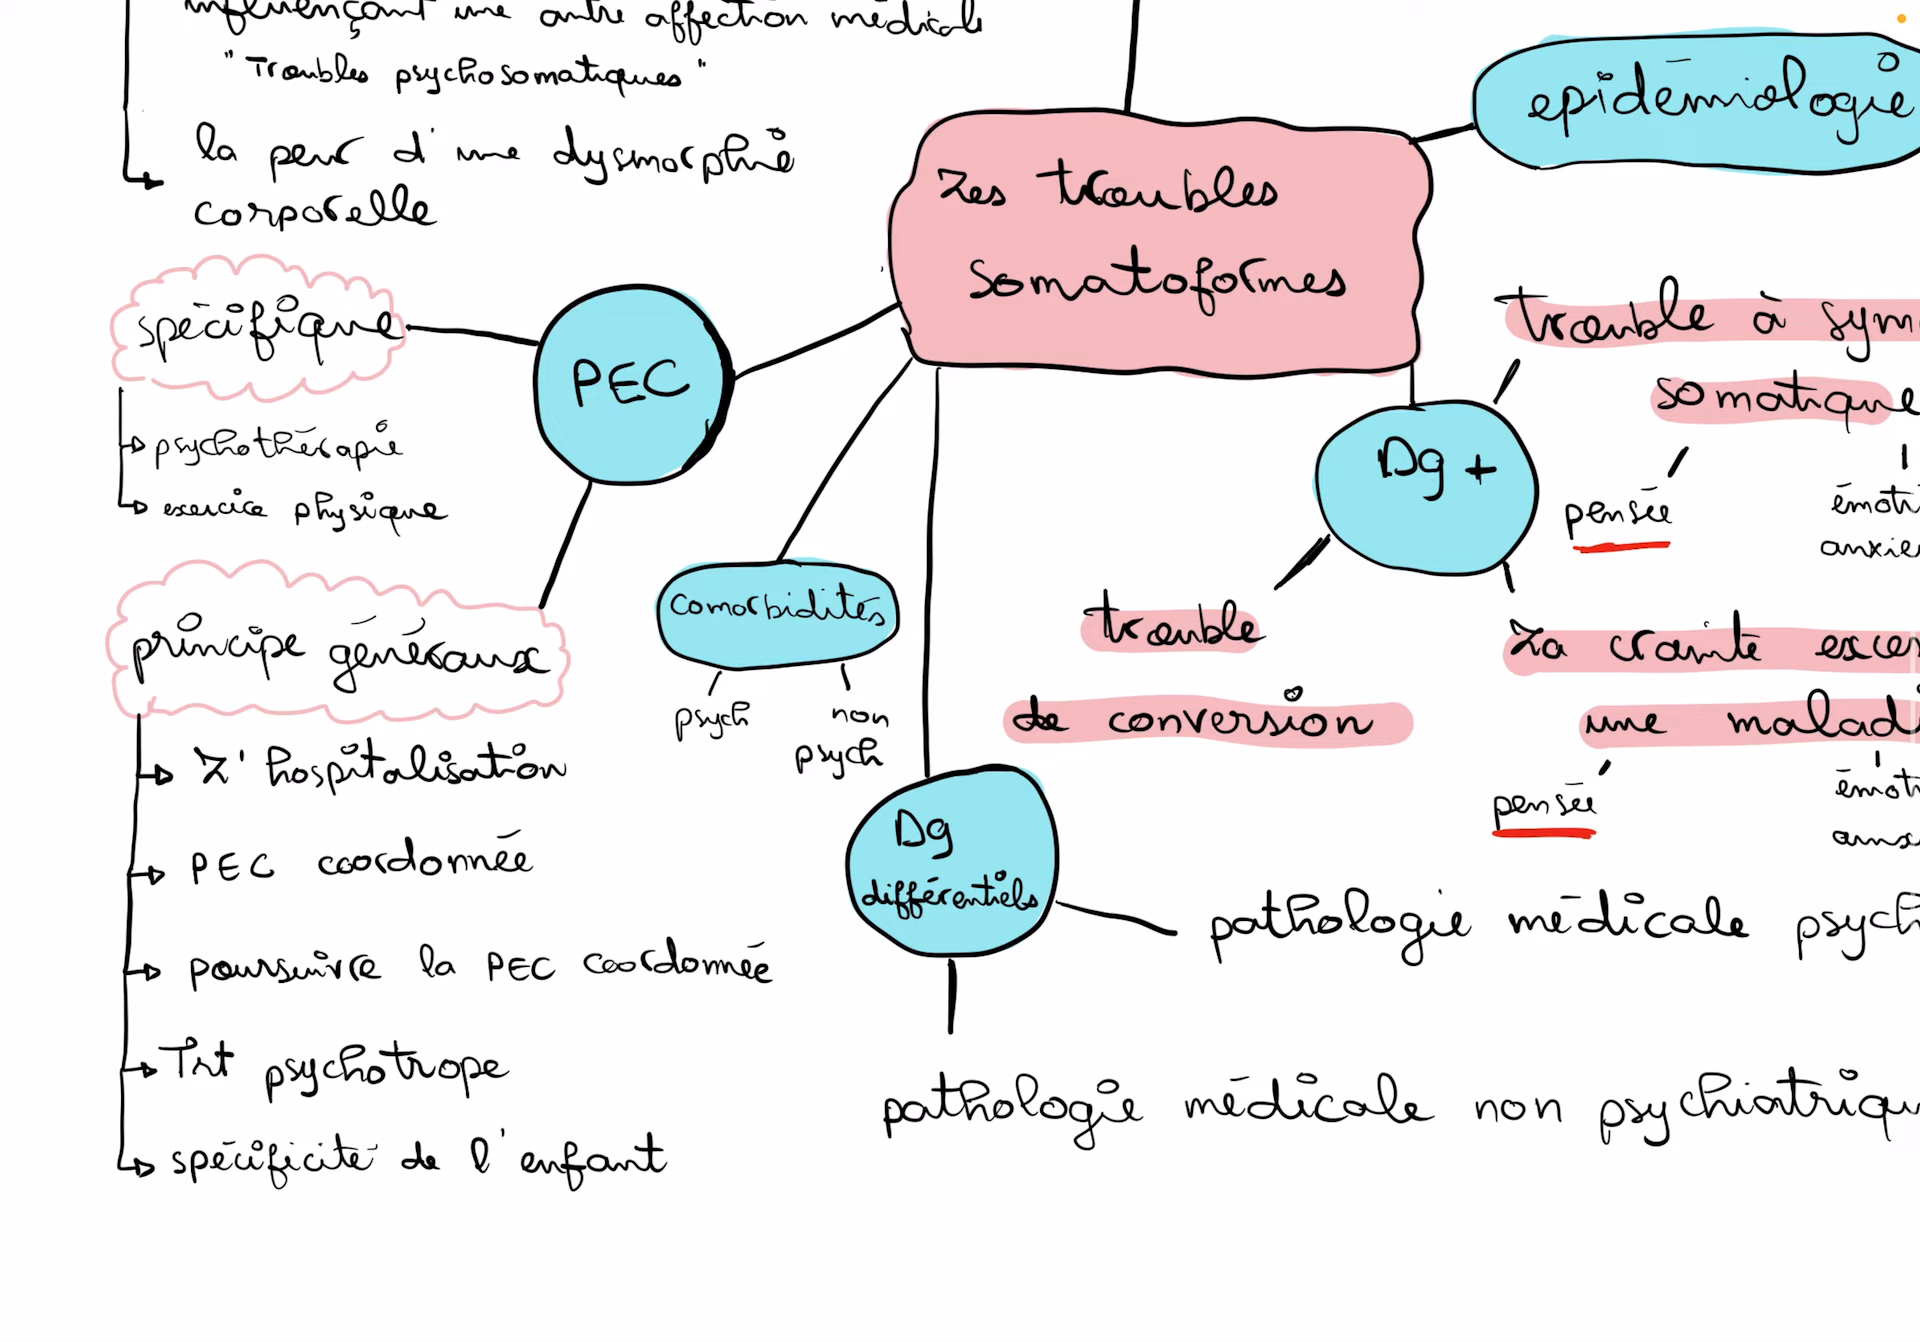 influençant une autre affection médicale
"Troubles psychosomatiques"
la peur d'une dysmorphie
corporelle
épidémiologie
Les troubles
somatoformes
spécifique
PEC
psychothérapie
exercice physique
principe généraux
L'hospitalisation
PEC coordonnée
poursuivre la PEC coordonnée
Trt psychotrope
spécificité de l'enfant
comorbidités
psych
non
psych
Dg +
trouble à sym
somatique
pensée
émoti
anxie
trouble
de conversion
La crainte exces
une maladi
pensée
émoti
anx
Dg
différentiels
pathologie médicale psych
pathologie médicale non psychiatriqu